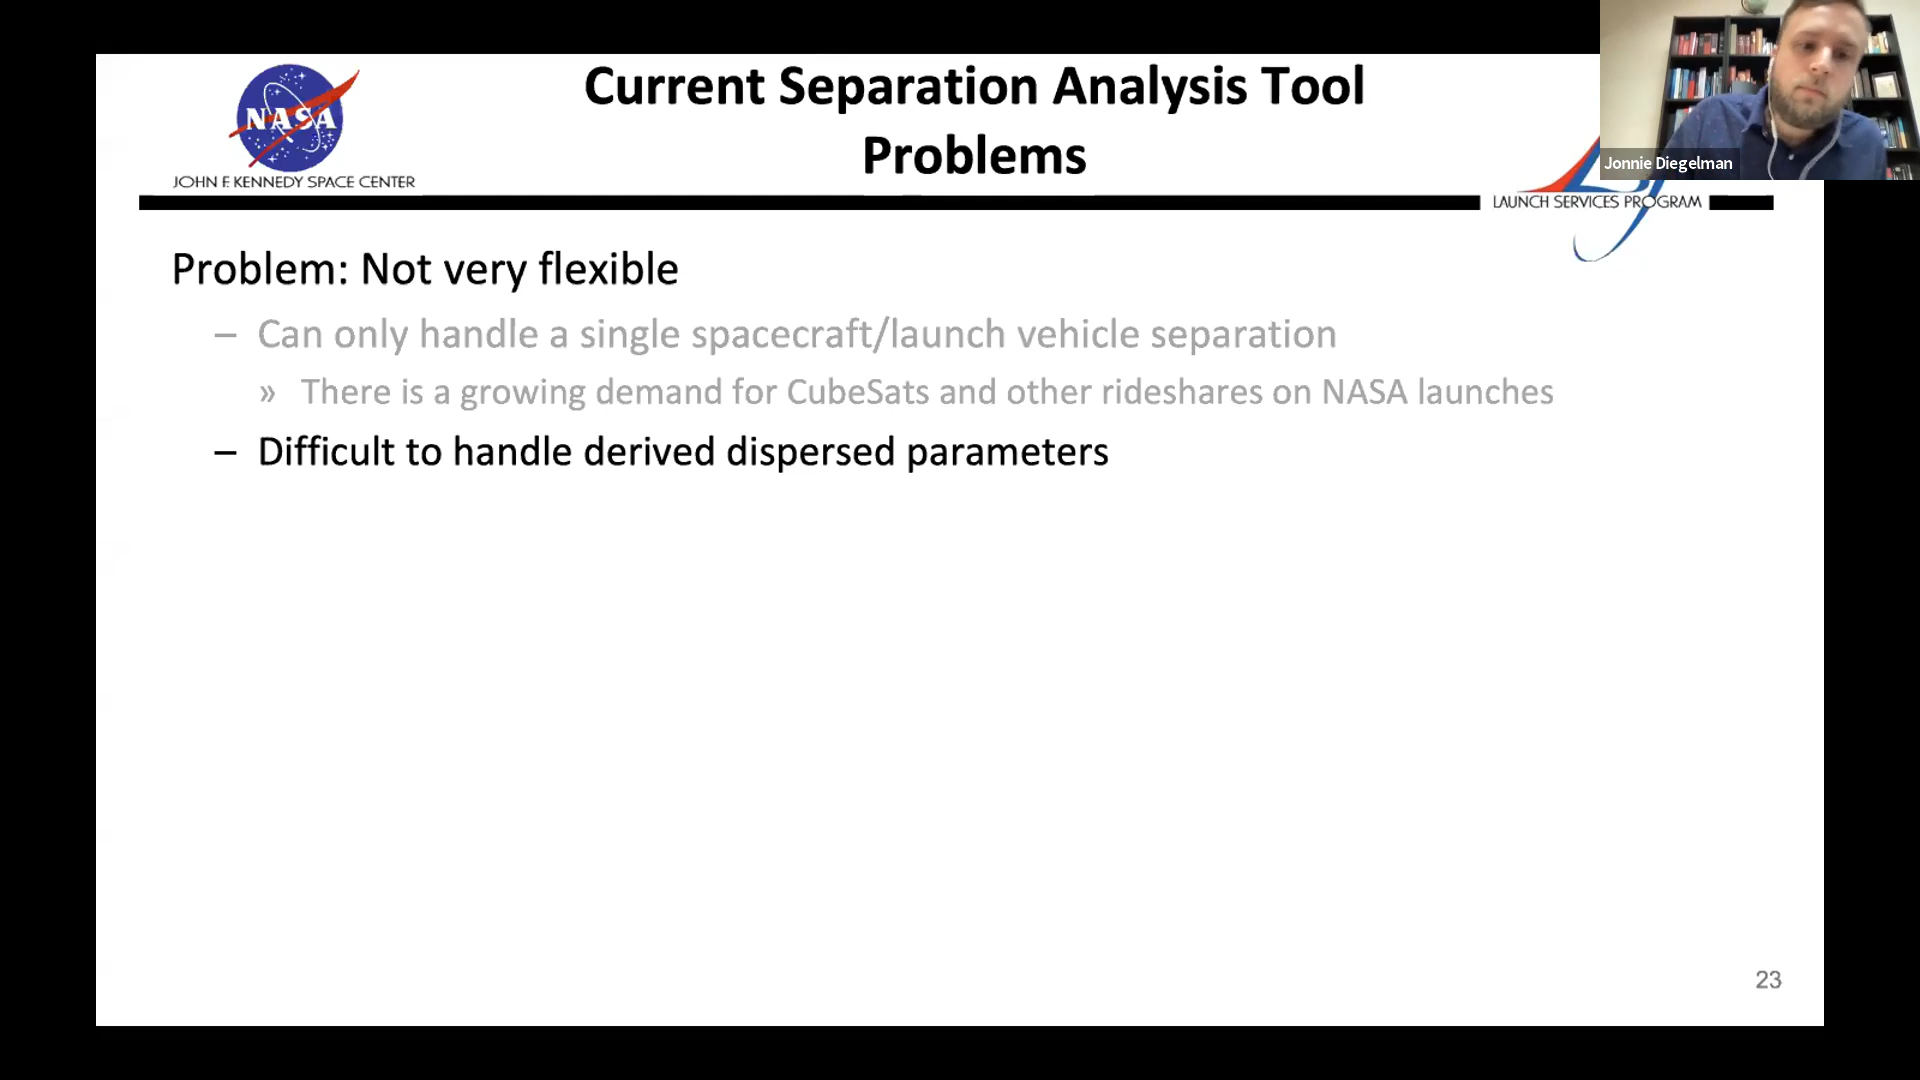 Current Separation Analysis Tool
Problems
NASA
JOHN F. KENNEDY SPACE CENTER
Jonnie Diegelman
LAUNCH SERVICES PROGRAM
Problem: Not very flexible
– Can only handle a single spacecraft/launch vehicle separation
» There is a growing demand for CubeSats and other rideshares on NASA launches
– Difficult to handle derived dispersed parameters
23